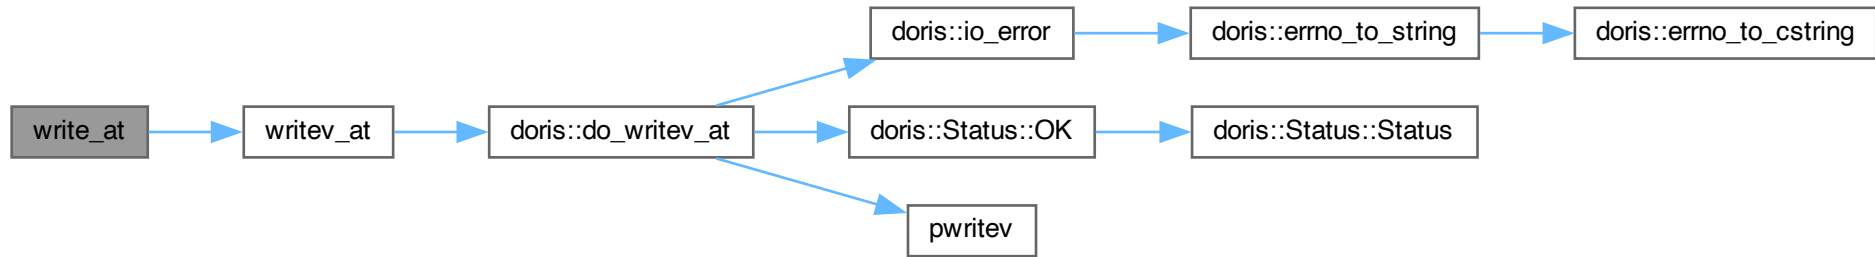 write_at
writev_at
doris::do_writev_at
doris::io_error
doris::errno_to_string
doris::errno_to_cstring
doris::Status::OK
doris::Status::Status
pwritev